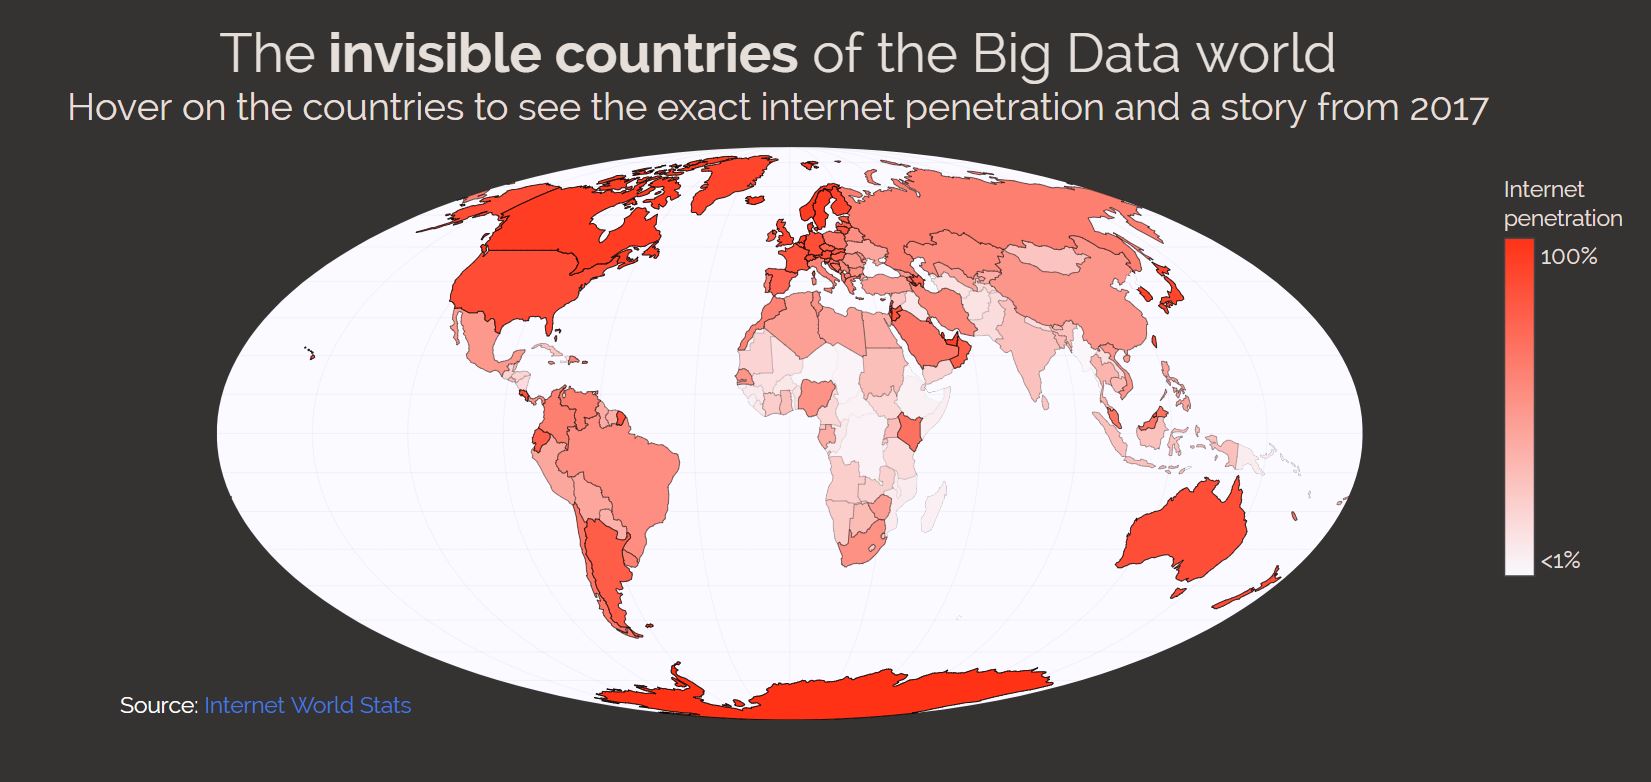 The invisible countries of the Big Data world
Hover on the countries to see the exact internet penetration and a story from 2017
Internet
penetration
100%
<1%
Source: Internet World Stats